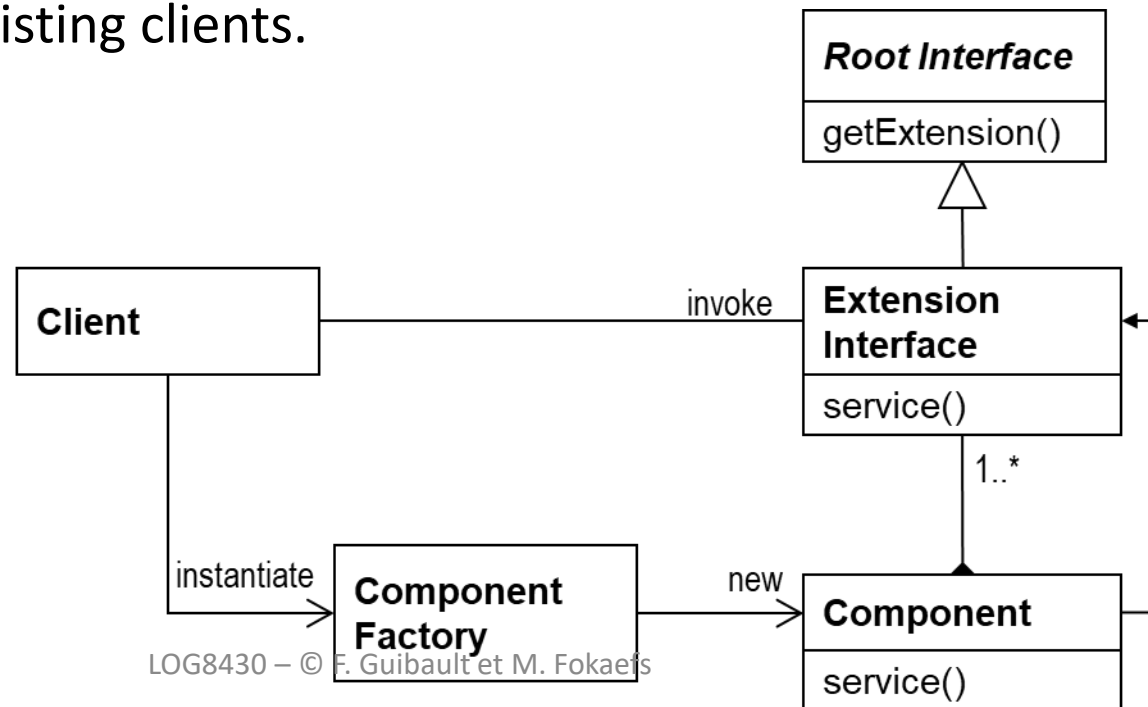 isting clients.
Root Interface
getExtension()
Client
invoke
Extension
Interface
service()
1..*
instantiate
Component
Factory
new
Component
service()
LOG8430 – © F. Guibault et M. Fokaefs